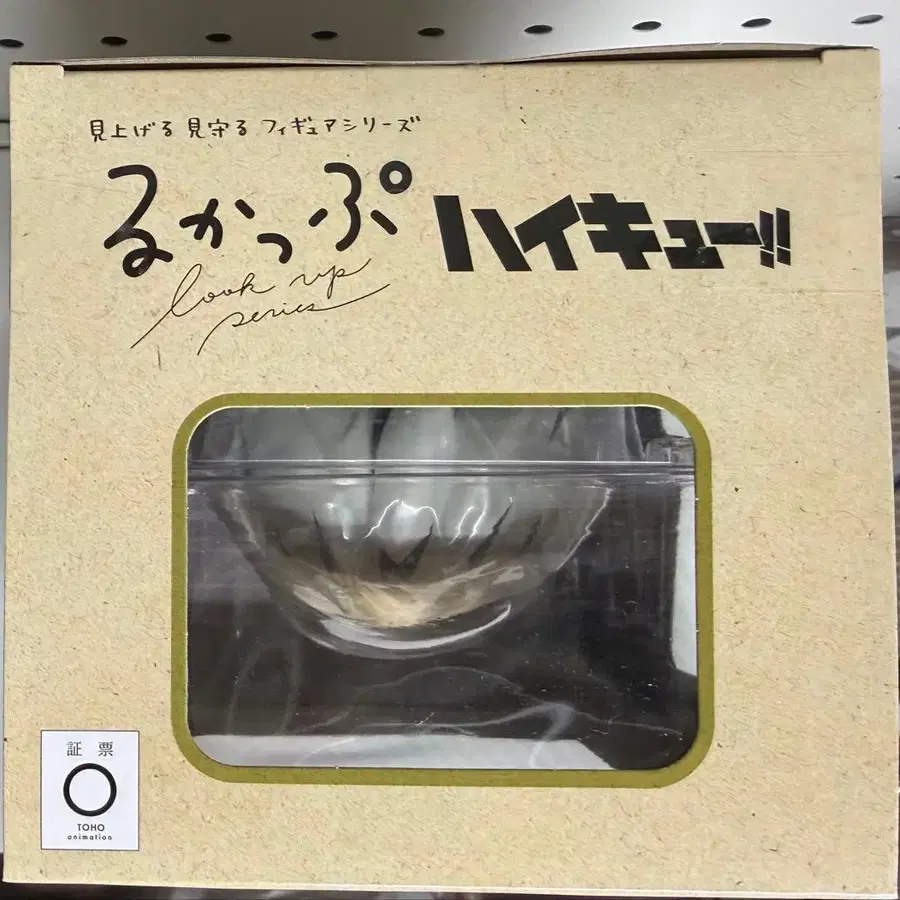 見上げる 見守る フィギュアシリーズ
るかっぷ ハイキュー!!
look up
series
証 票
TOHO
animation